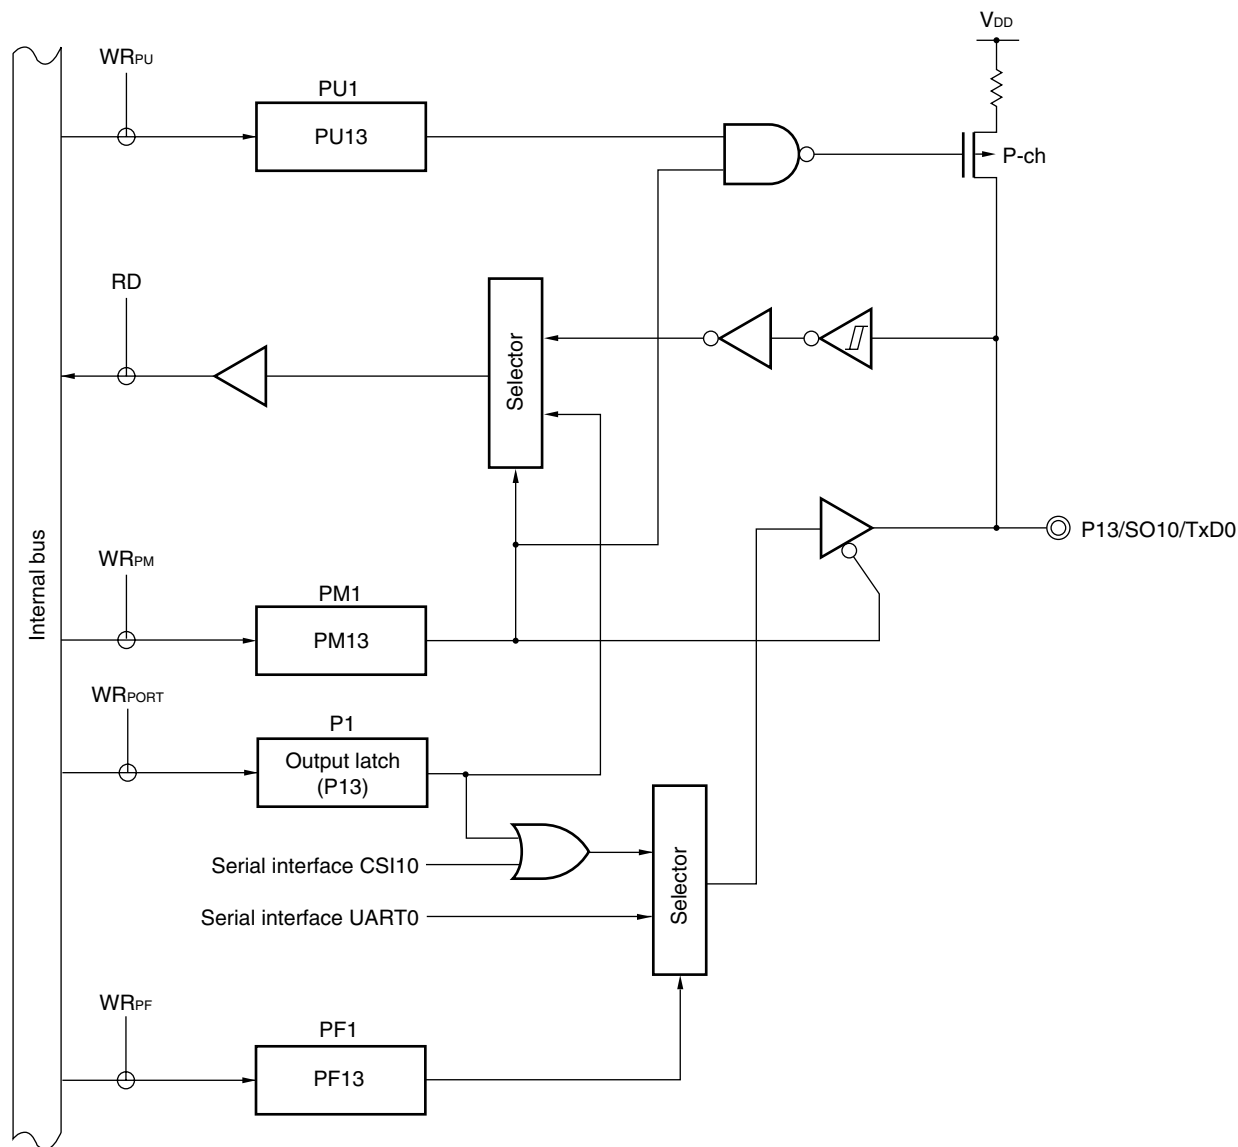 VDD
WRPU
PU1
PU13
P-ch
RD
Selector
Internal bus
P13/SO10/TxD0
WRPM
PM1
PM13
WRPORT
P1
Output latch
(P13)
Serial interface CSI10
Serial interface UART0
Selector
WRPF
PF1
PF13